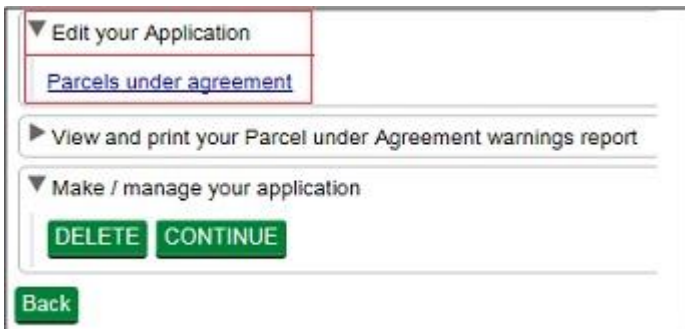 Edit your Application
Parcels under agreement
View and print your Parcel under Agreement warnings report
Make / manage your application
DELETE CONTINUE
Back